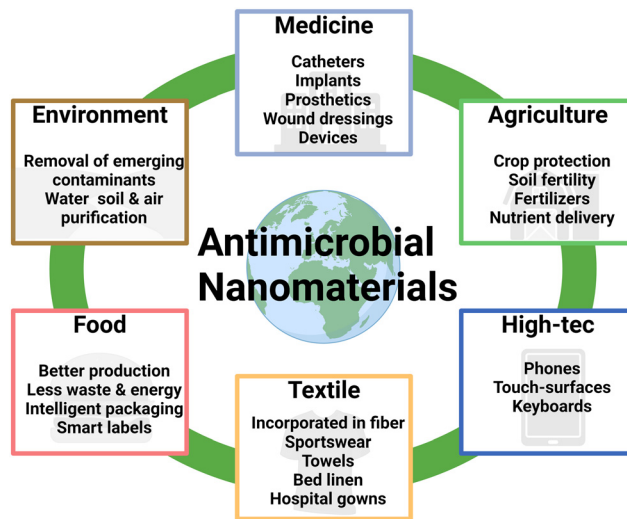 Medicine
Catheters
Implants
Prosthetics
Wound dressings
Devices
Environment
Removal of emerging
contaminants
Water soil & air
purification
Agriculture
Crop protection
Soil fertility
Fertilizers
Nutrient delivery
Antimicrobial
Nanomaterials
Food
Better production
Less waste & energy
Intelligent packaging
Smart labels
High-tec
Phones
Touch-surfaces
Keyboards
Textile
Incorporated in fiber
Sportswear
Towels
Bed linen
Hospital gowns